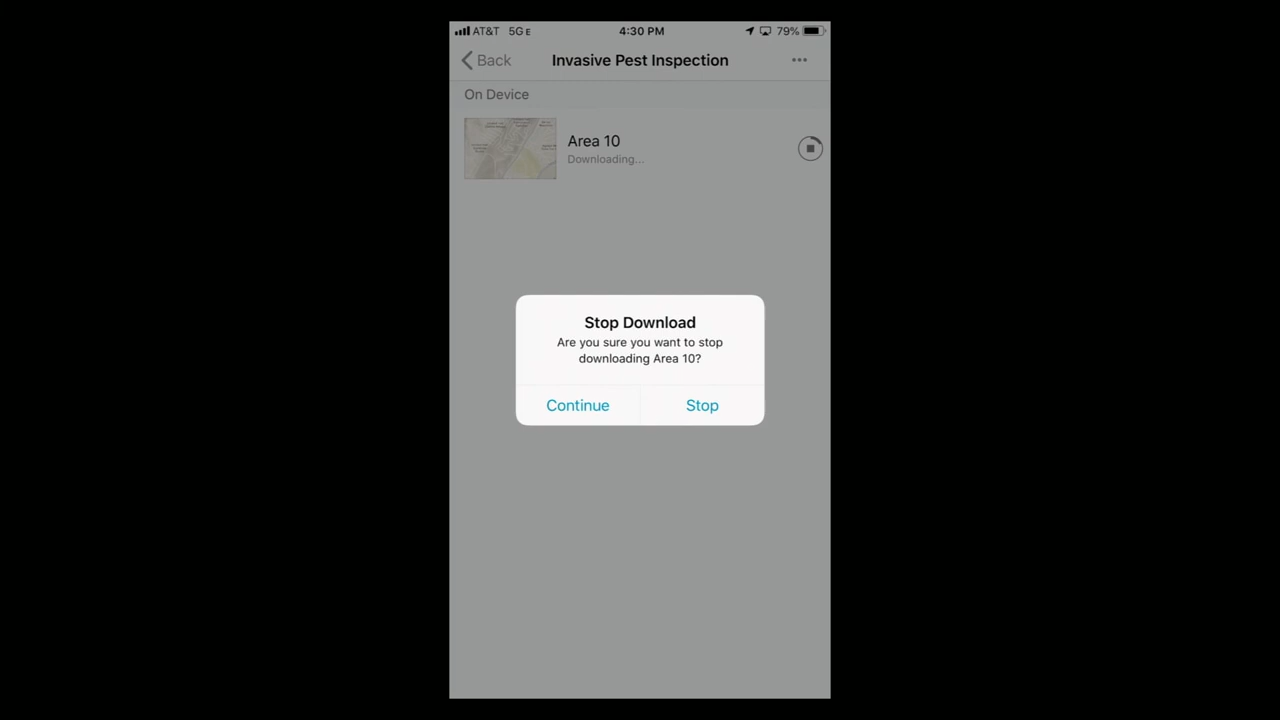 AT&T 5G E 4:30 PM 79%
Back Invasive Pest Inspection
On Device
Area 10
Downloading...
Stop Download
Are you sure you want to stop
downloading Area 10?
Continue Stop